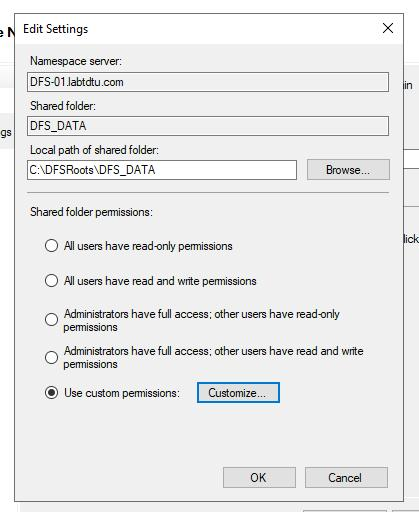 Edit Settings
Namespace server:
DFS-01.labtdtu.com
Shared folder:
DFS_DATA
Local path of shared folder:
C:\DFSRoots\DFS_DATA
Browse...
Shared folder permissions:
All users have read-only permissions
All users have read and write permissions
Administrators have full access; other users have read-only
permissions
Administrators have full access; other users have read and write
permissions
Use custom permissions:
Customize...
OK
Cancel